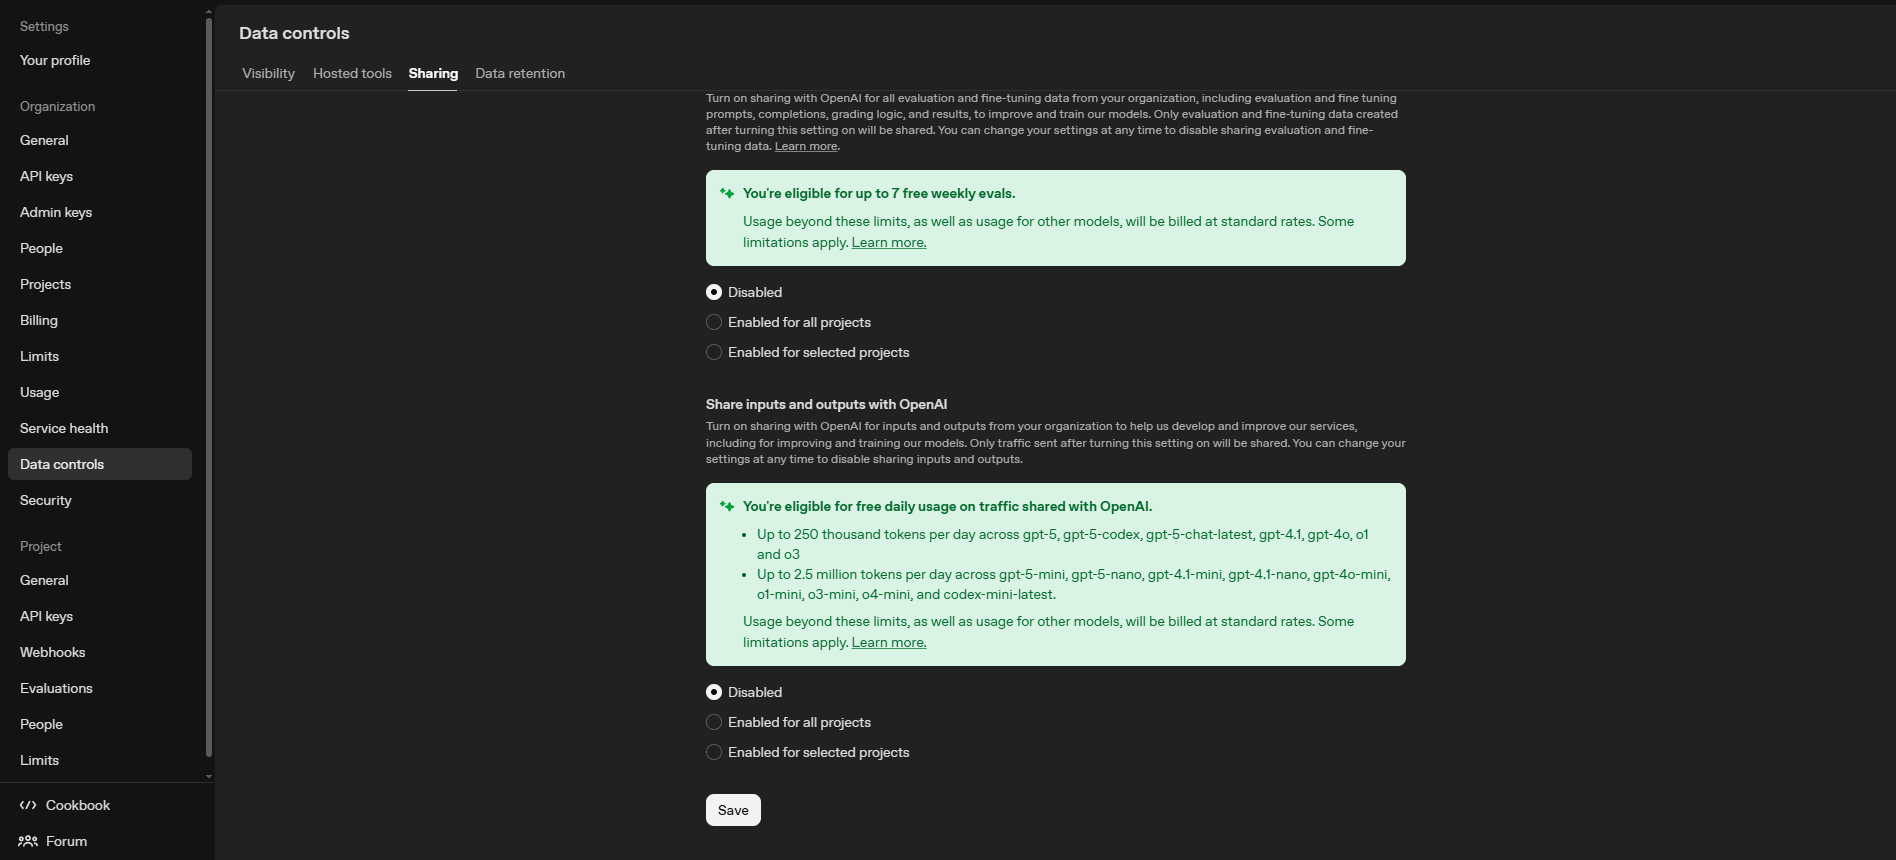 Settings
Your profile
Organization
General
API keys
Admin keys
People
Projects
Billing
Limits
Usage
Service health
Data controls
Security
Project
General
API keys
Webhooks
Evaluations
People
Limits
Cookbook
Forum
Data controls
Visibility
Hosted tools
Sharing
Data retention
Turn on sharing with OpenAI for all evaluation and fine-tuning data from your organization, including evaluation and fine tuning
prompts, completions, grading logic, and results, to improve and train our models. Only evaluation and fine-tuning data created
after turning this setting on will be shared. You can change your settings at any time to disable sharing evaluation and fine-
tuning data. Learn more.
You're eligible for up to 7 free weekly evals.
Usage beyond these limits, as well as usage for other models, will be billed at standard rates. Some
limitations apply. Learn more.
Disabled
Enabled for all projects
Enabled for selected projects
Share inputs and outputs with OpenAI
Turn on sharing with OpenAI for inputs and outputs from your organization to help us develop and improve our services,
including for improving and training our models. Only traffic sent after turning this setting on will be shared. You can change your
settings at any time to disable sharing inputs and outputs.
You're eligible for free daily usage on traffic shared with OpenAI.
• Up to 250 thousand tokens per day across gpt-5, gpt-5-codex, gpt-5-chat-latest, gpt-4.1, gpt-4o, o1
and o3
• Up to 2.5 million tokens per day across gpt-5-mini, gpt-5-nano, gpt-4.1-mini, gpt-4.1-nano, gpt-4o-mini,
o1-mini, o3-mini, o4-mini, and codex-mini-latest.
Usage beyond these limits, as well as usage for other models, will be billed at standard rates. Some
limitations apply. Learn more.
Disabled
Enabled for all projects
Enabled for selected projects
Save